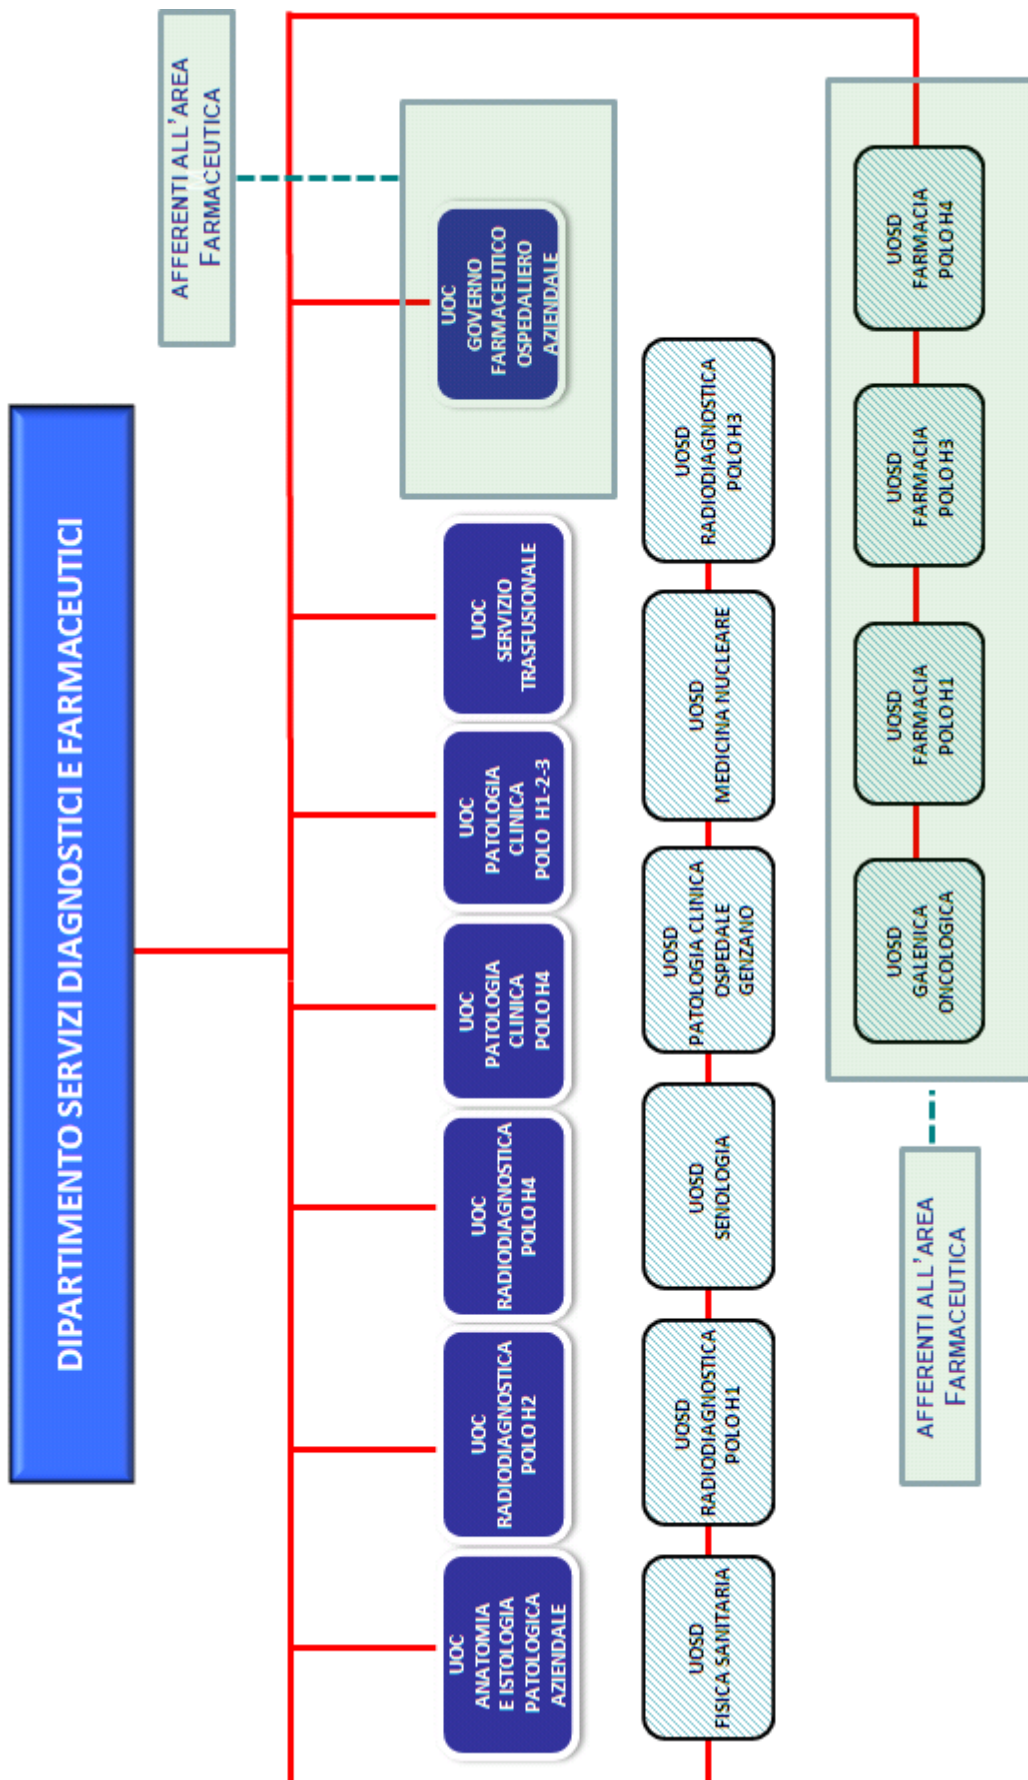 DIPARTIMENTO SERVIZI DIAGNOSTICI E FARMACEUTICI
AFFERENTI ALL'AREA
FARMACEUTICA
UOC
ANATOMIA
E ISTOLOGIA
PATOLOGICA
AZIENDALE
UOC
RADIODIAGNOSTICA
POLO H2
UOC
RADIODIAGNOSTICA
POLO H4
UOC
PATOLOGIA
CLINICA
POLO H4
UOC
PATOLOGIA
CLINICA
POLO H1-2-3
UOC
SERVIZIO
TRASFUSIONALE
UOC
GOVERNO
FARMACEUTICO
OSPEDALIERO
AZIENDALE
UOSD
FISICA SANITARIA
UOSD
RADIODIAGNOSTICA
POLO H1
UOSD
SENOLOGIA
UOSD
PATOLOGIA CLINICA
OSPEDALE
GENZANO
UOSD
MEDICINA NUCLEARE
UOSD
RADIODIAGNOSTICA
POLO H3
AFFERENTI ALL'AREA
FARMACEUTICA
UOSD
GALENICA
ONCOLOGICA
UOSD
FARMACIA
POLO H1
UOSD
FARMACIA
POLO H3
UOSD
FARMACIA
POLO H4